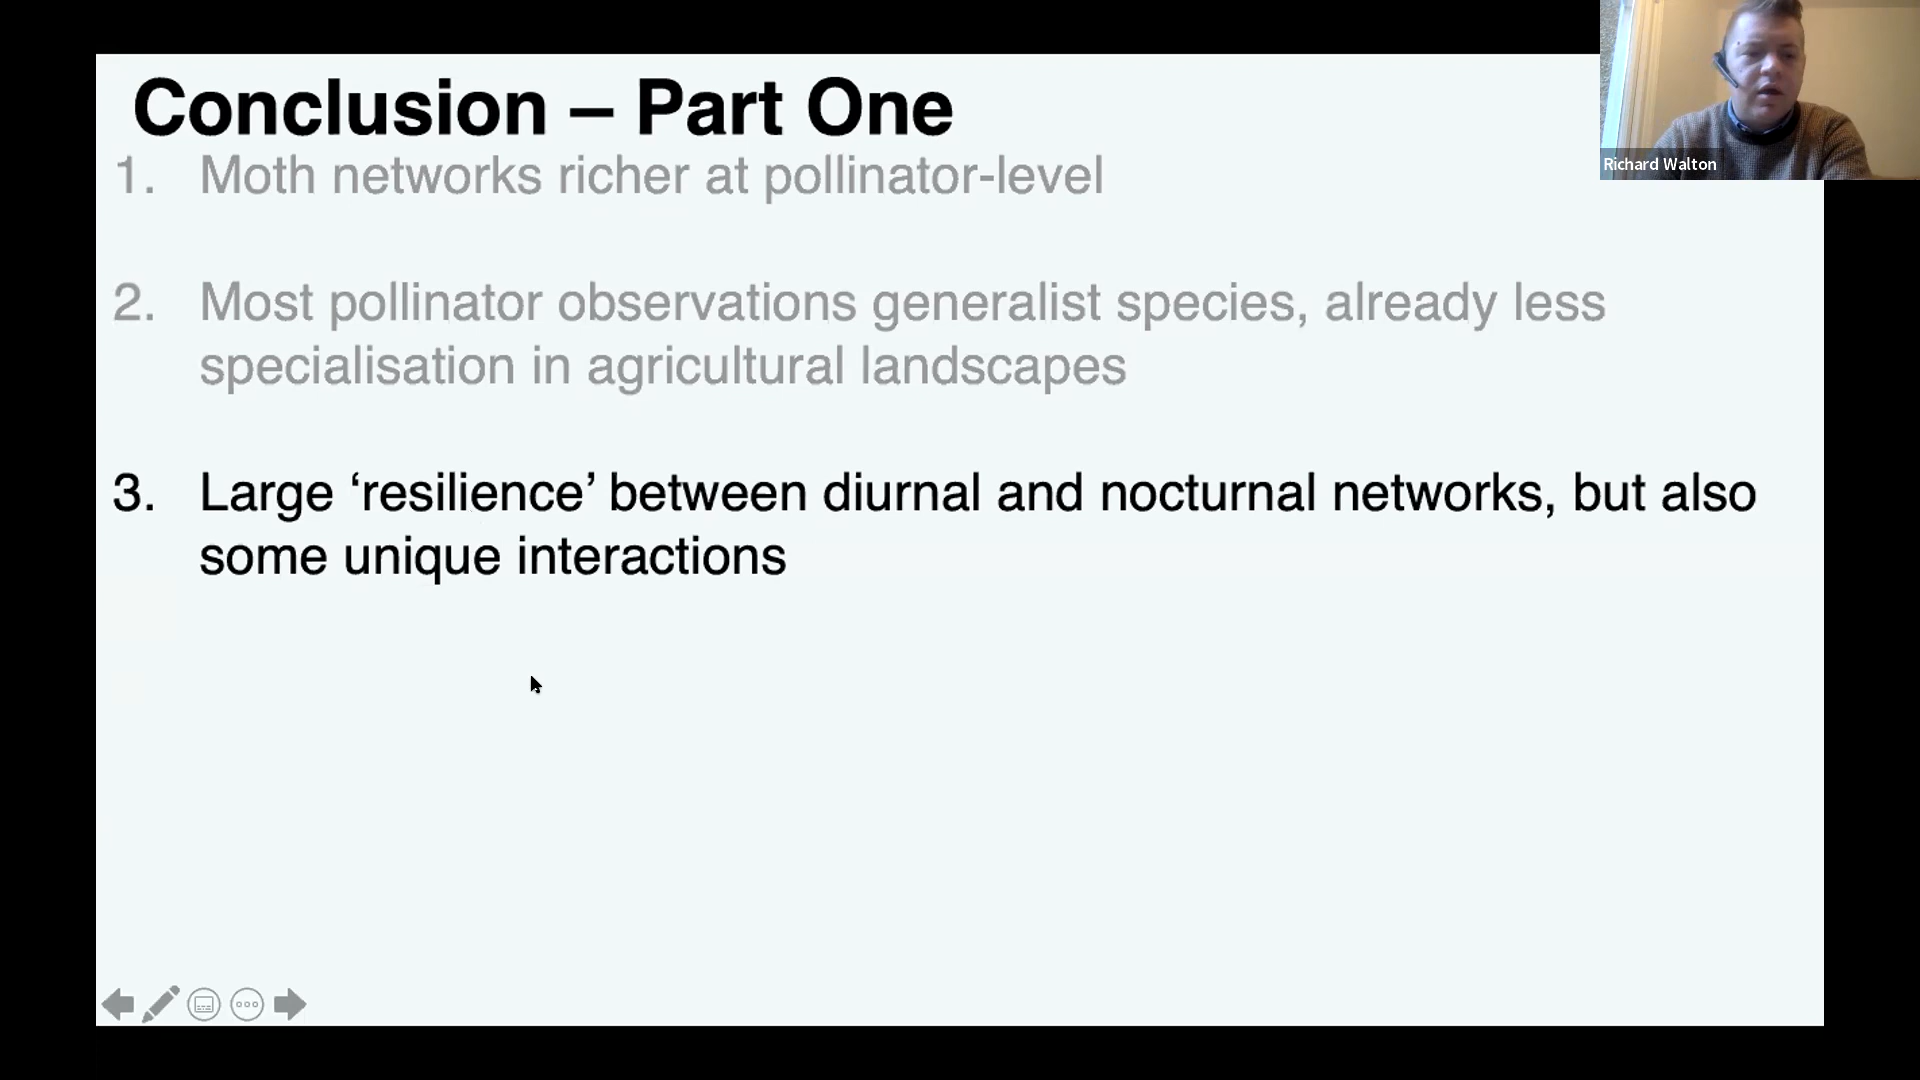 Conclusion – Part One
1. Moth networks richer at pollinator-level
2. Most pollinator observations generalist species, already less
specialisation in agricultural landscapes
3. Large ‘resilience’ between diurnal and nocturnal networks, but also
some unique interactions
Richard Walton